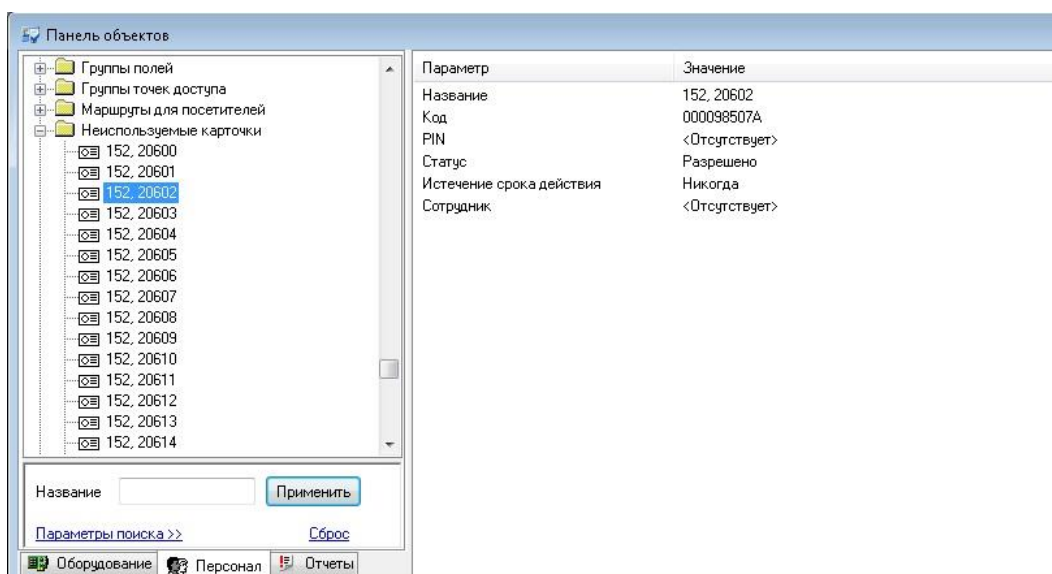 Панель объектов
Группы полей
Группы точек доступа
Маршруты для посетителей
Неиспользуемые карточки
152, 20600
152, 20601
152, 20602
152, 20603
152, 20604
152, 20605
152, 20606
152, 20607
152, 20608
152, 20609
152, 20610
152, 20611
152, 20612
152, 20613
152, 20614
Название Применить
Параметры поиска >> Сброс
Оборудование Персонал Отчеты
Параметр Значение
Название 152, 20602
Код 000098507A
PIN <Отсутствует>
Статус Разрешено
Истечение срока действия Никогда
Сотрудник <Отсутствует>